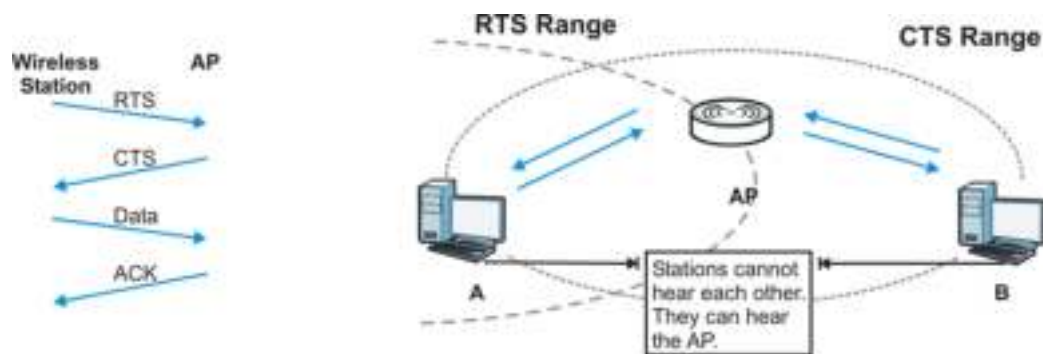 Wireless
Station
AP
RTS
CTS
Data
ACK
RTS Range
CTS Range
AP
A
B
Stations cannot
hear each other.
They can hear
the AP.